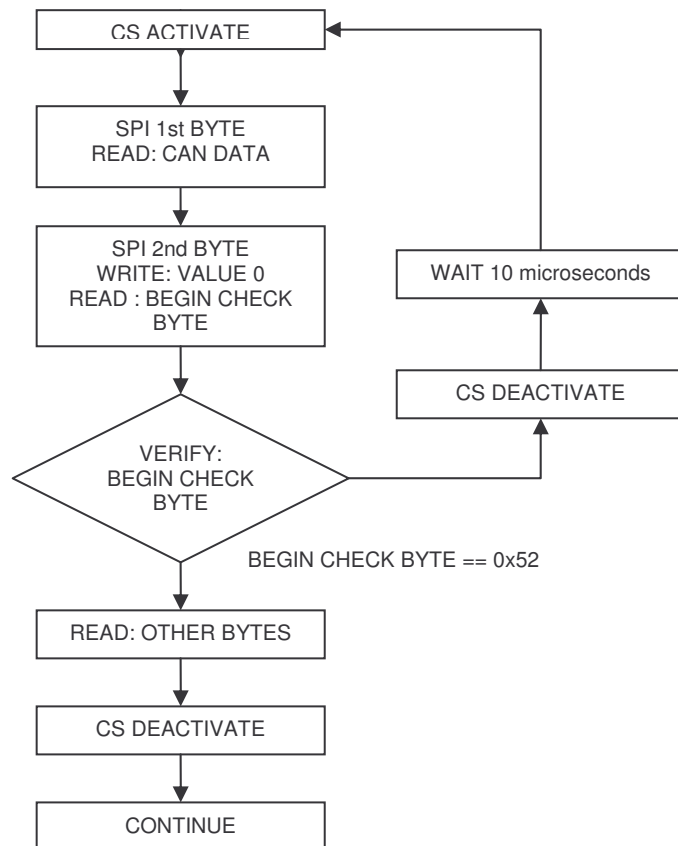 CS ACTIVATE
SPI 1st BYTE
READ: CAN DATA
SPI 2nd BYTE
WRITE: VALUE 0
READ : BEGIN CHECK
BYTE
WAIT 10 microseconds
CS DEACTIVATE
VERIFY:
BEGIN CHECK
BYTE
BEGIN CHECK BYTE == 0x52
READ: OTHER BYTES
CS DEACTIVATE
CONTINUE